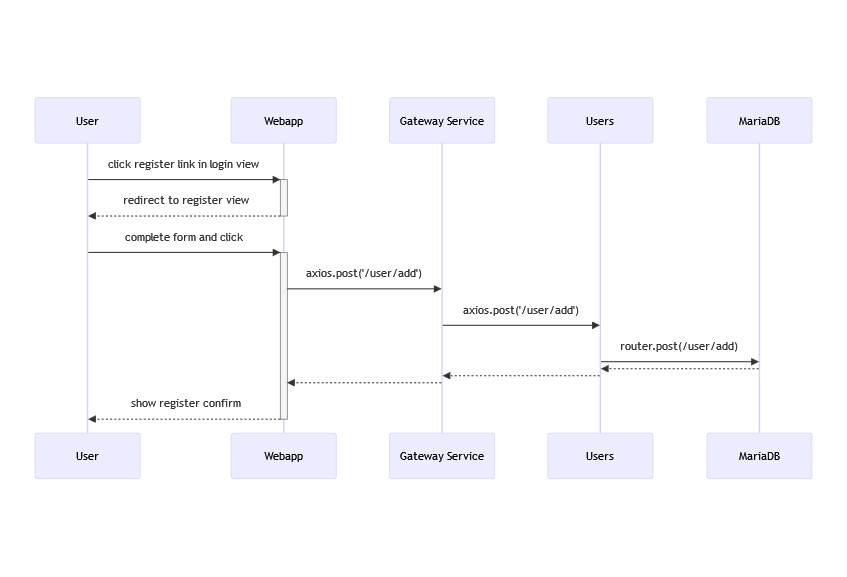 User
Webapp
Gateway Service
Users
MariaDB
click register link in login view
redirect to register view
complete form and click
axios.post('/user/add')
axios.post('/user/add')
router.post(/user/add)
show register confirm
User
Webapp
Gateway Service
Users
MariaDB